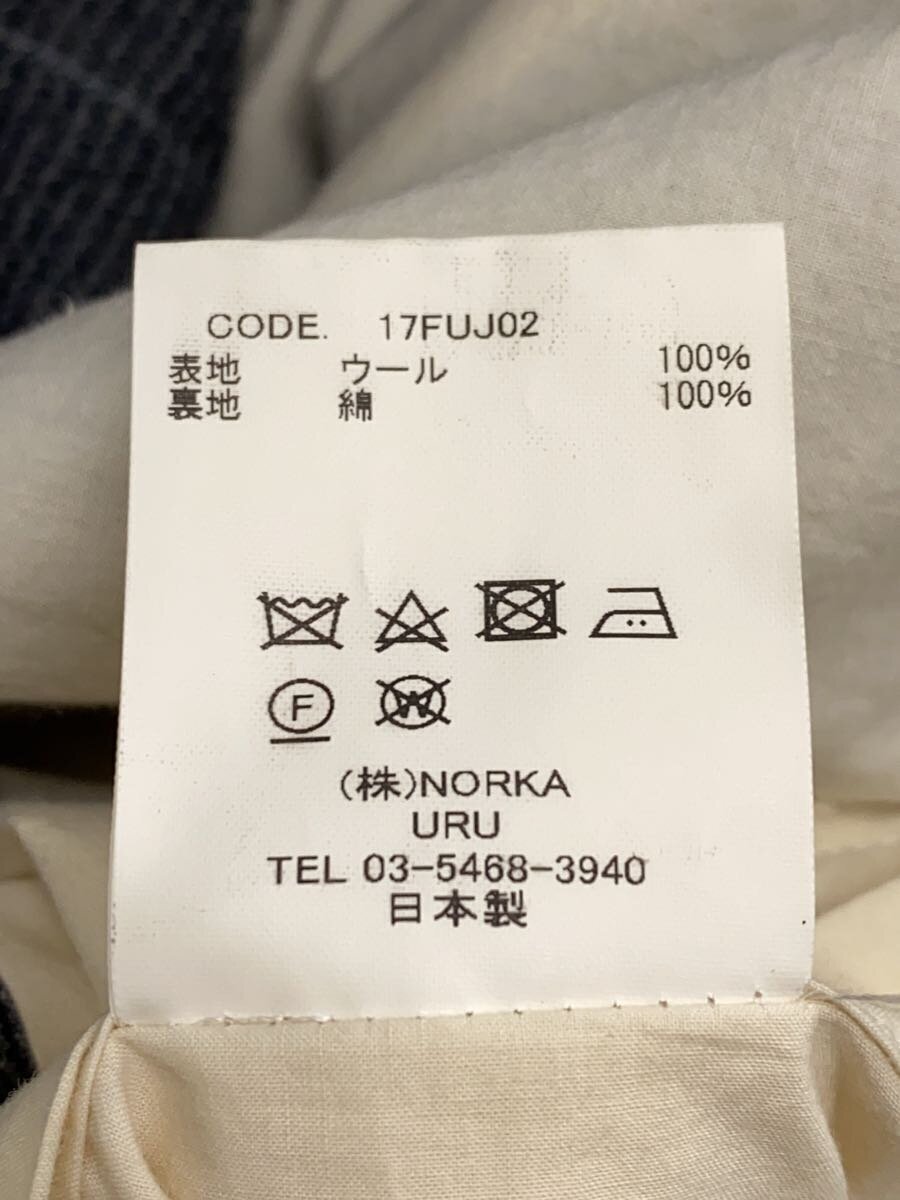 CODE. 17FUJ02
表地 ウール 100%
裏地 綿 100%
F W
(株)NORKA
URU
TEL 03-5468-3940
日本製